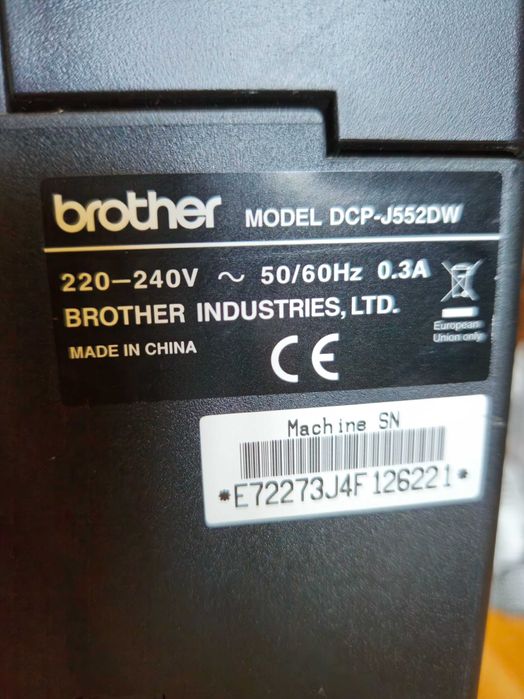 brother MODEL DCP-J552DW
220–240V ~ 50/60Hz 0.3A
BROTHER INDUSTRIES, LTD.
MADE IN CHINA
CE
European
Union only
Machine SN
*E72273J4F126221*